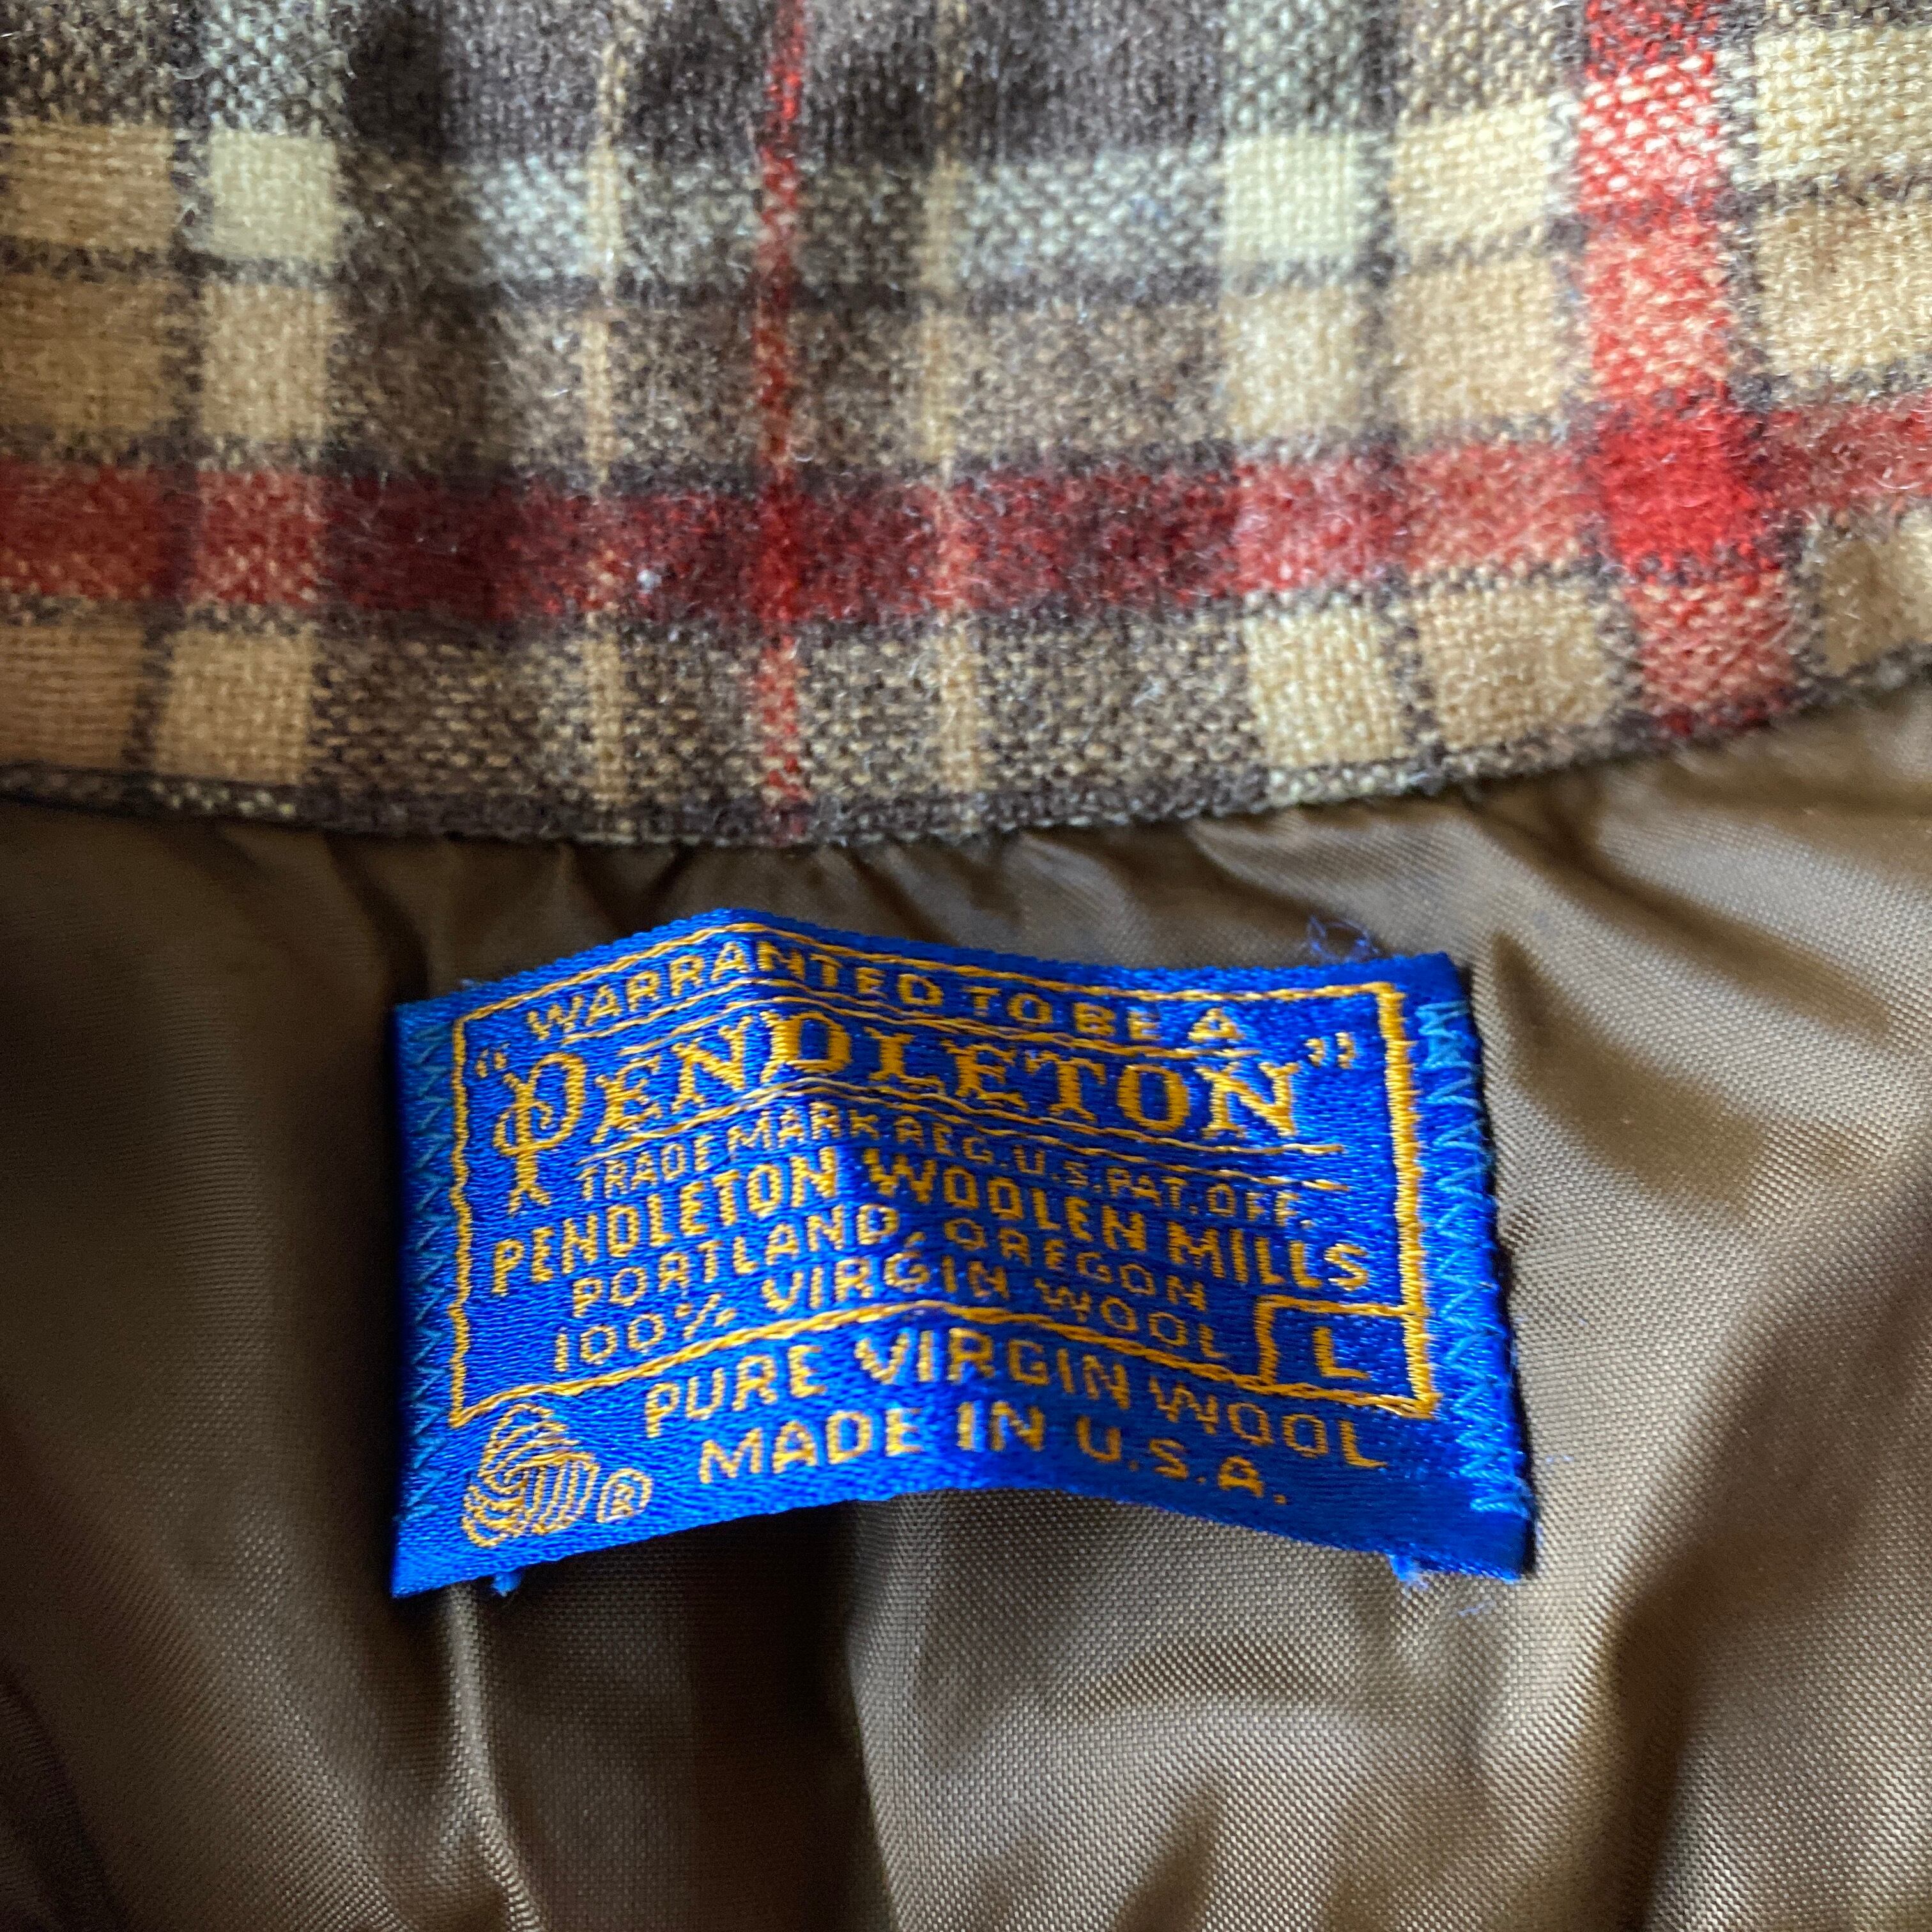 WARRANTED TO BE A
"PENDLETON"
TRADE MARK REG. U.S. PAT. OFF.
PENDLETON WOOLEN MILLS
PORTLAND, OREGON
100% VIRGIN WOOL L
PURE VIRGIN WOOL
® MADE IN U.S.A.